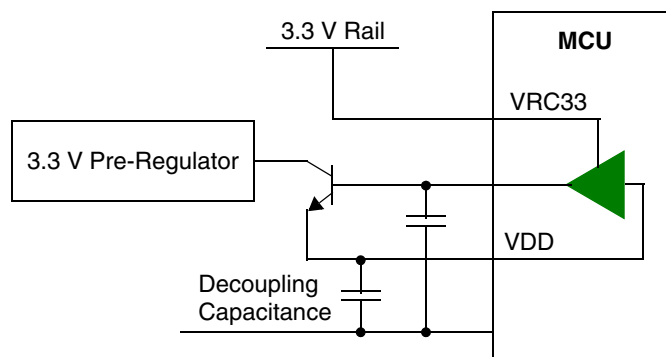 3.3 V Rail
MCU
VRC33
3.3 V Pre-Regulator
VDD
Decoupling
Capacitance